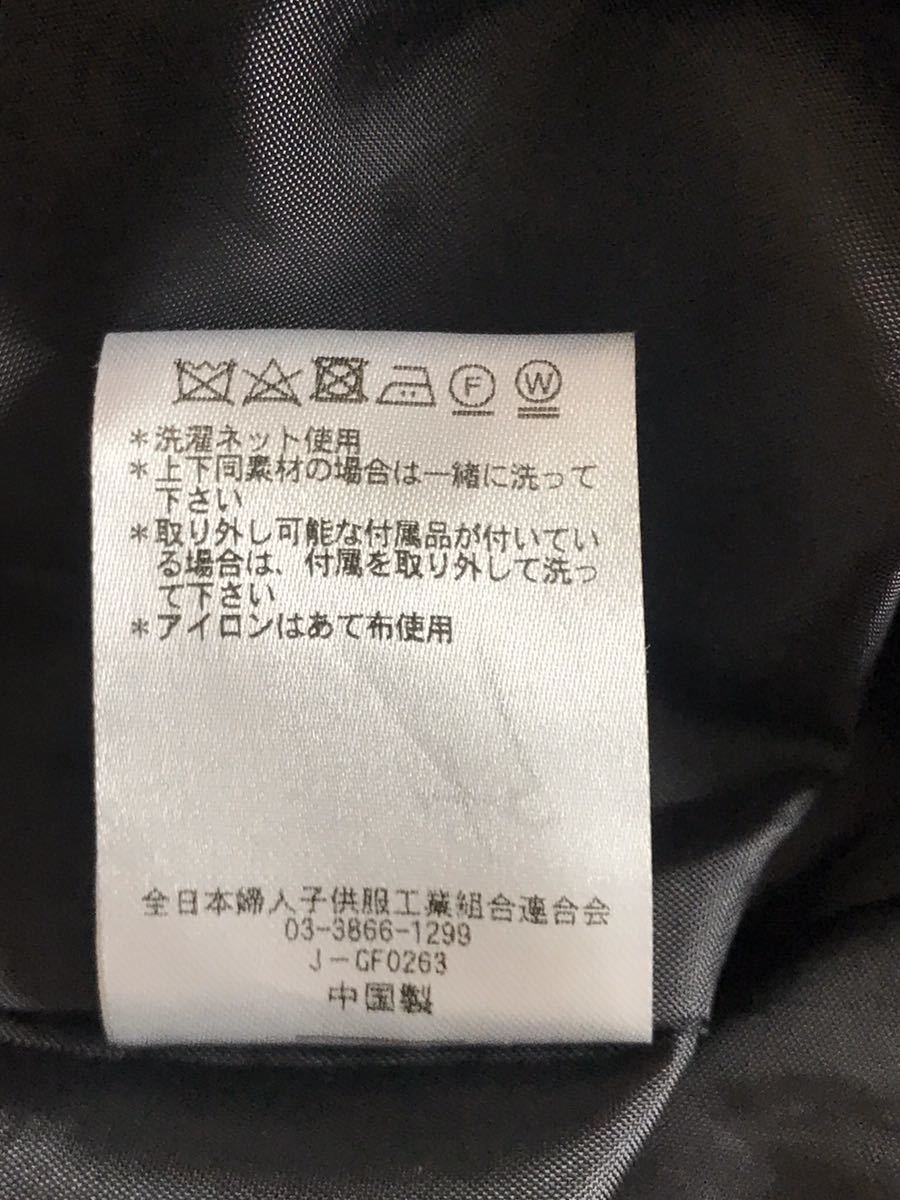 F W
*洗濯ネット使用
*上下同素材の場合は一緒に洗って
下さい
*取り外し可能な付属品が付いてい
る場合は、付属を取り外して洗っ
て下さい
*アイロンはあて布使用
全日本婦人子供服工業組合連合会
03-3866-1299
J-GF0263
中国製